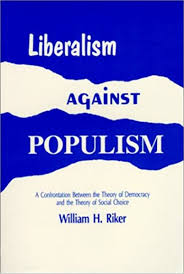 Liberalism
AGAINST
POPULISM
A Confrontation Between the Theory of Democracy
and the Theory of Social Choice
William H. Riker